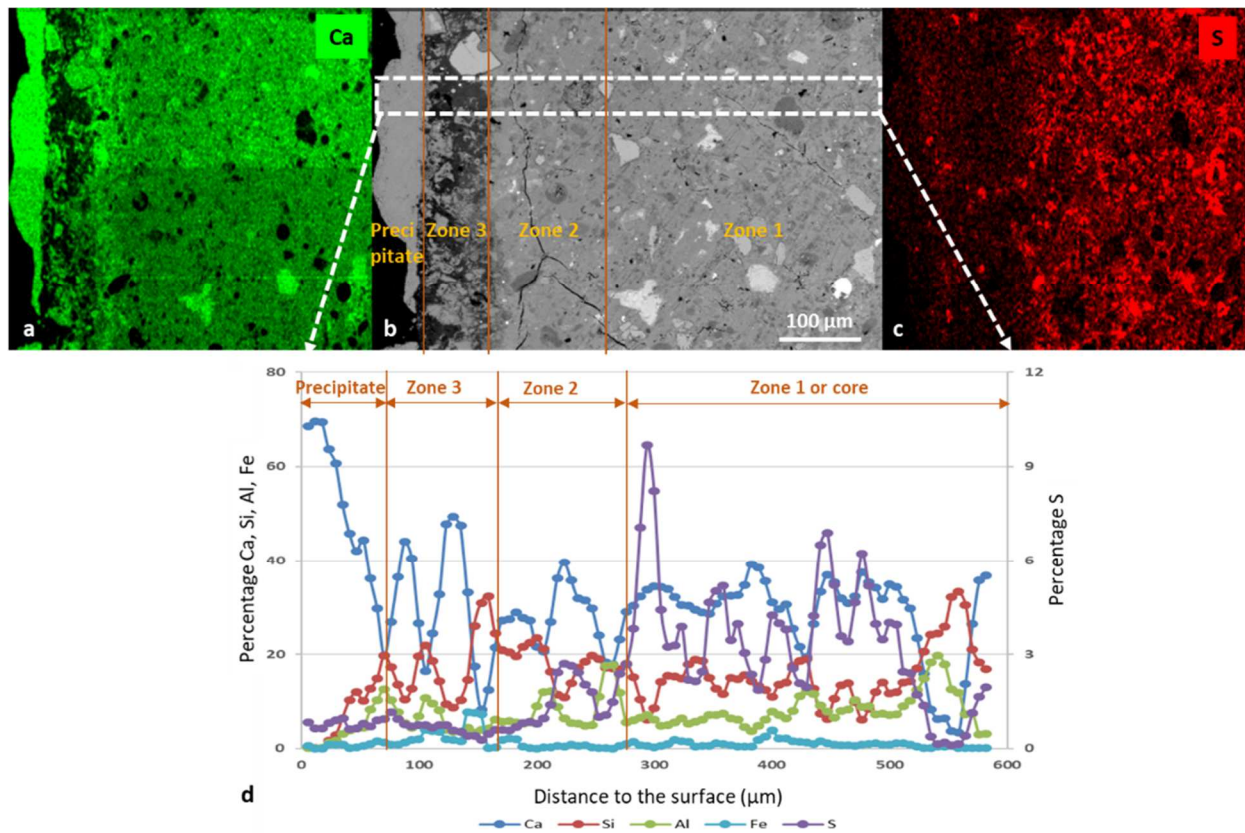 Ca
S
Preci
pitate
Zone 3
Zone 2
Zone 1
100 µm
a
b
c
Precipitate
Zone 3
Zone 2
Zone 1 or core
80
60
40
20
0
12
9
6
3
0
Percentage Ca, Si, Al, Fe
Percentage S
0
100
200
300
400
500
600
d
Distance to the surface (µm)
Ca
Si
Al
Fe
S